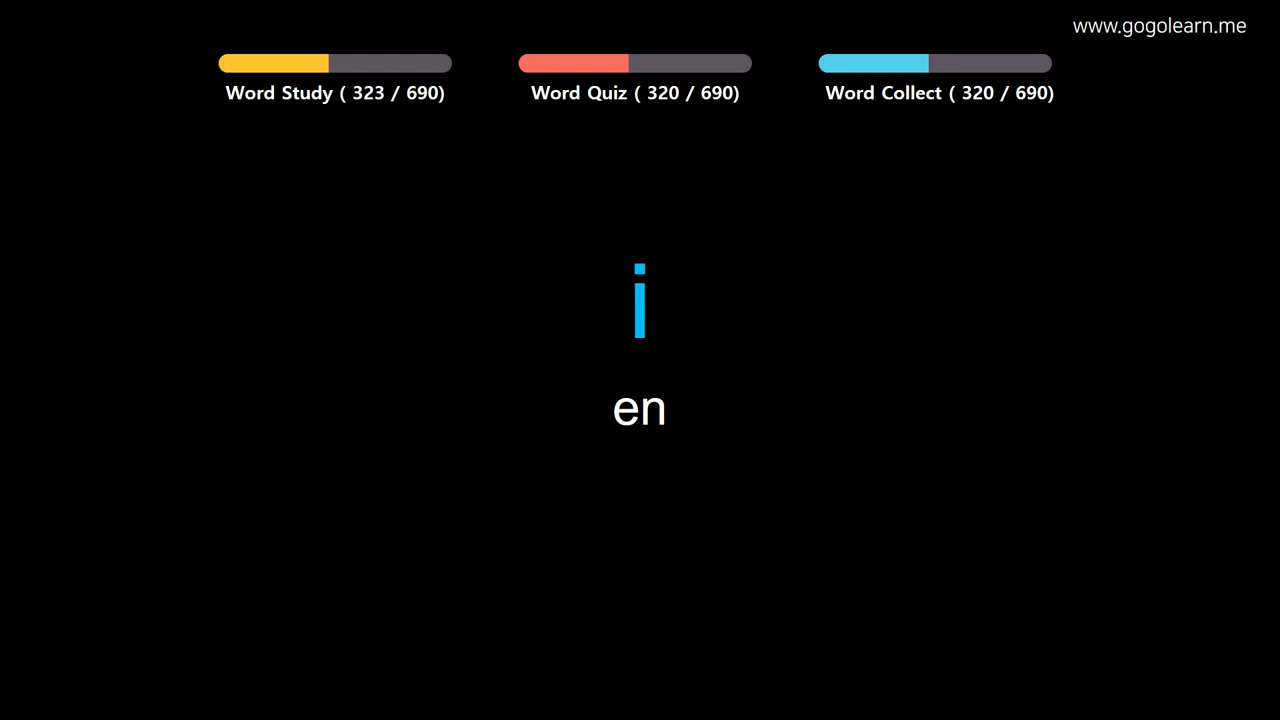 www.gogolearn.me
Word Study ( 323 / 690)
Word Quiz ( 320 / 690)
Word Collect ( 320 / 690)
i
en